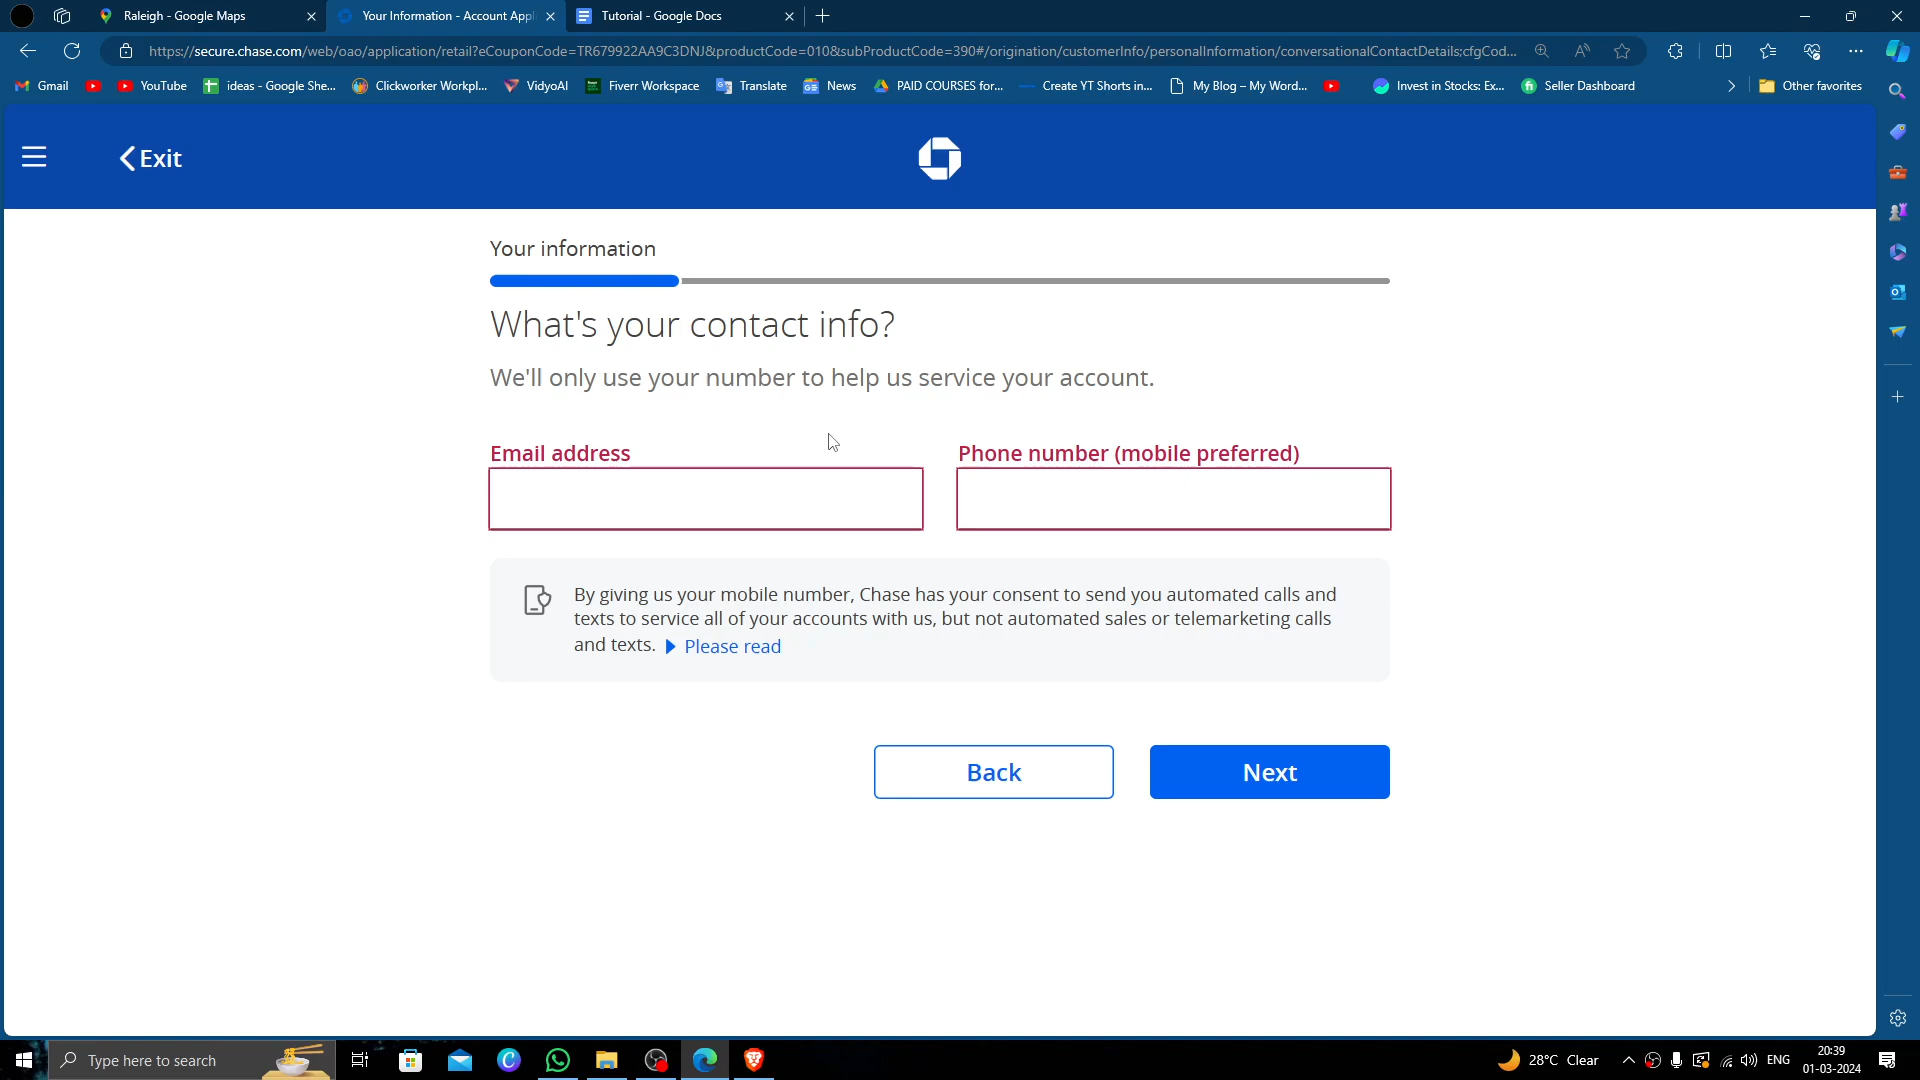 Raleigh - Google Maps
Your Information - Account Appl
Tutorial - Google Docs
https://secure.chase.com/web/oao/application/retail?eCouponCode=TR679922AA9C3DNJ&productCode=010&subProductCode=390#/origination/customerInfo/personalInformation/conversationalContactDetails;cfgCod...
Gmail
YouTube
ideas - Google She...
Clickworker Workpl...
VidyoAI
Fiverr Workspace
Translate
News
PAID COURSES for...
Create YT Shorts in...
My Blog – My Word...
Invest in Stocks: Ex...
Seller Dashboard
Other favorites
Exit
Your information
What's your contact info?
We'll only use your number to help us service your account.
Email address
Phone number (mobile preferred)
By giving us your mobile number, Chase has your consent to send you automated calls and
texts to service all of your accounts with us, but not automated sales or telemarketing calls
and texts. Please read
Back
Next
Type here to search
28°C Clear
ENG
20:39
01-03-2024